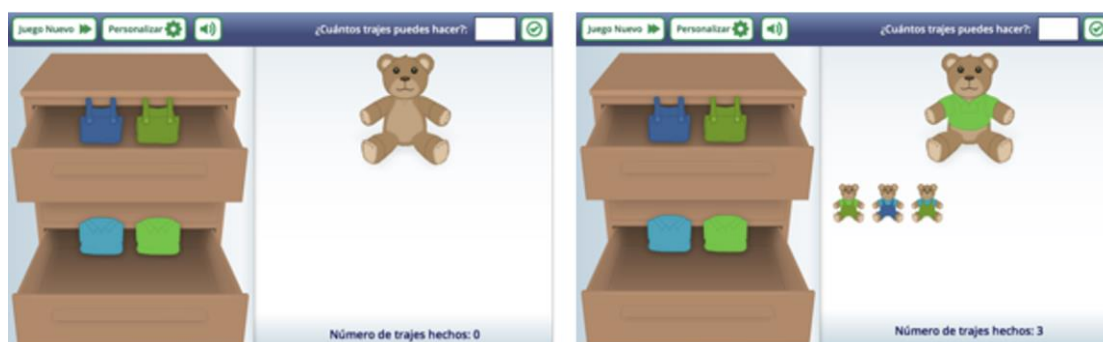 Juego Nuevo Personalizar ¿Cuántos trajes puedes hacer?:
Número de trajes hechos: 0
Juego Nuevo Personalizar ¿Cuántos trajes puedes hacer?:
Número de trajes hechos: 3